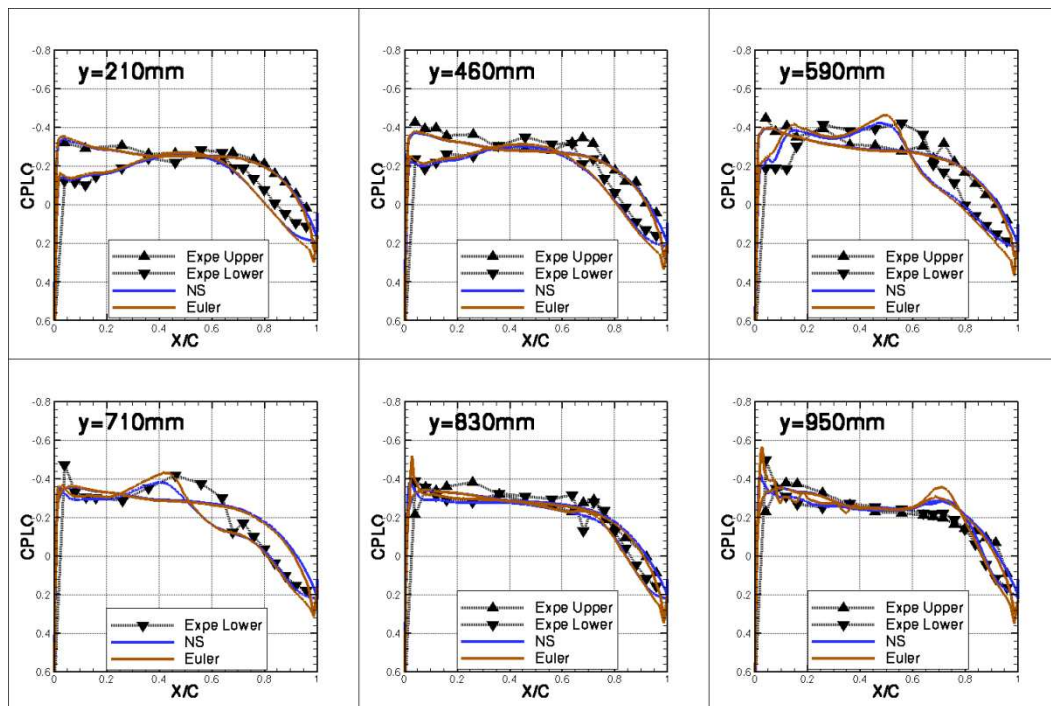 y=210mm
-0.8
-0.6
-0.4
-0.2
0
0.2
0.4
0.6
CPLΩ
Expe Upper
Expe Lower
NS
Euler
0 0.2 0.4 0.6 0.8 1
X/C
y=460mm
-0.8
-0.6
-0.4
-0.2
0
0.2
0.4
0.6
CPLΩ
Expe Upper
Expe Lower
NS
Euler
0 0.2 0.4 0.6 0.8 1
X/C
y=590mm
-0.8
-0.6
-0.4
-0.2
0
0.2
0.4
0.6
CPLΩ
Expe Upper
Expe Lower
NS
Euler
0 0.2 0.4 0.6 0.8 1
X/C
y=710mm
-0.8
-0.6
-0.4
-0.2
0
0.2
0.4
0.6
CPLΩ
Expe Lower
NS
Euler
0 0.2 0.4 0.6 0.8 1
X/C
y=830mm
-0.8
-0.6
-0.4
-0.2
0
0.2
0.4
0.6
CPLΩ
Expe Upper
Expe Lower
NS
Euler
0 0.2 0.4 0.6 0.8 1
X/C
y=950mm
-0.8
-0.6
-0.4
-0.2
0
0.2
0.4
0.6
CPLΩ
Expe Upper
Expe Lower
NS
Euler
0 0.2 0.4 0.6 0.8 1
X/C